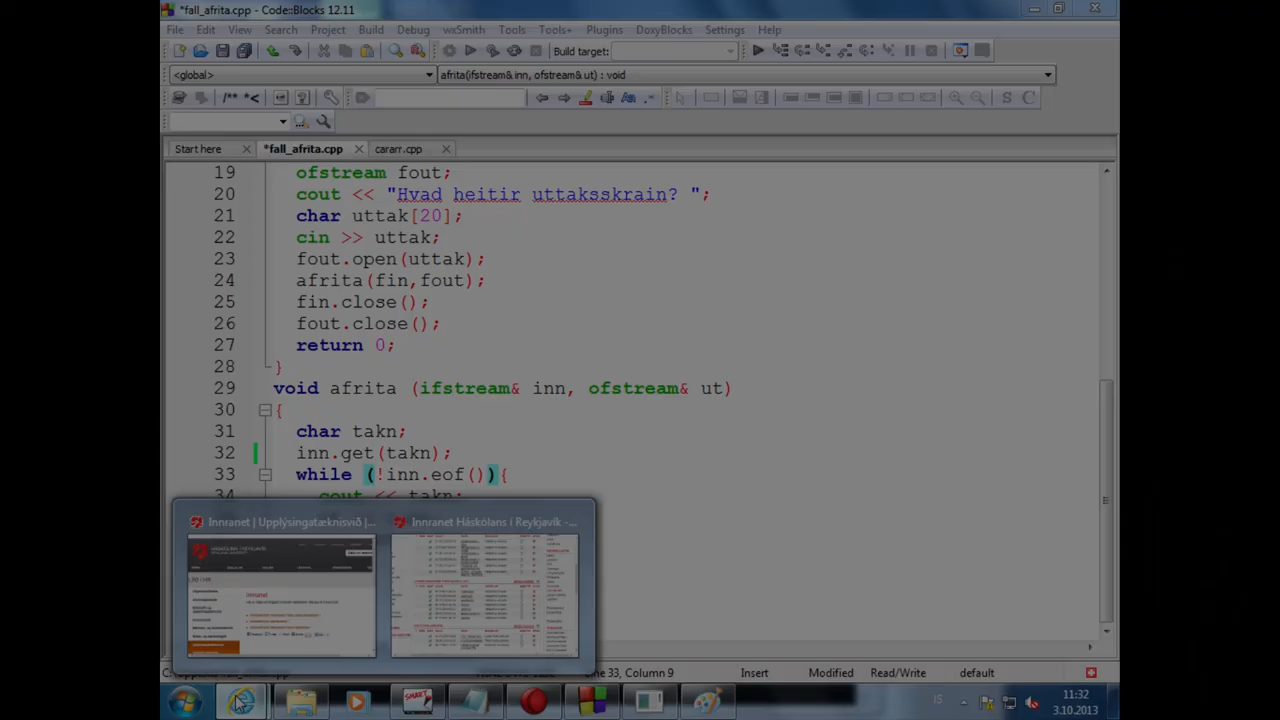 *fall_afrita.cpp - Code::Blocks 12.11
File Edit View Search Project Build Debug wxSmith Tools Tools+ Plugins DoxyBlocks Settings Help
Build target:
<global> afrita(ifstream& inn, ofstream& ut) : void
/** *<
S C
Start here *fall_afrita.cpp cararr.cpp
19 ofstream fout;
20 cout << "Hvad heitir uttaksskrain? ";
21 char uttak[20];
22 cin >> uttak;
23 fout.open(uttak);
24 afrita(fin,fout);
25 fin.close();
26 fout.close();
27 return 0;
28 }
29 void afrita (ifstream& inn, ofstream& ut)
30 {
31 char takn;
32 inn.get(takn);
33 while (!inn.eof()){
34 cout << takn;
Innranet | Upplýsingatæknisvið |... Innranet Háskólans í Reykjavík -...
Line 33, Column 9 Insert Modified Read/Write default
IS 11:32
3.10.2013